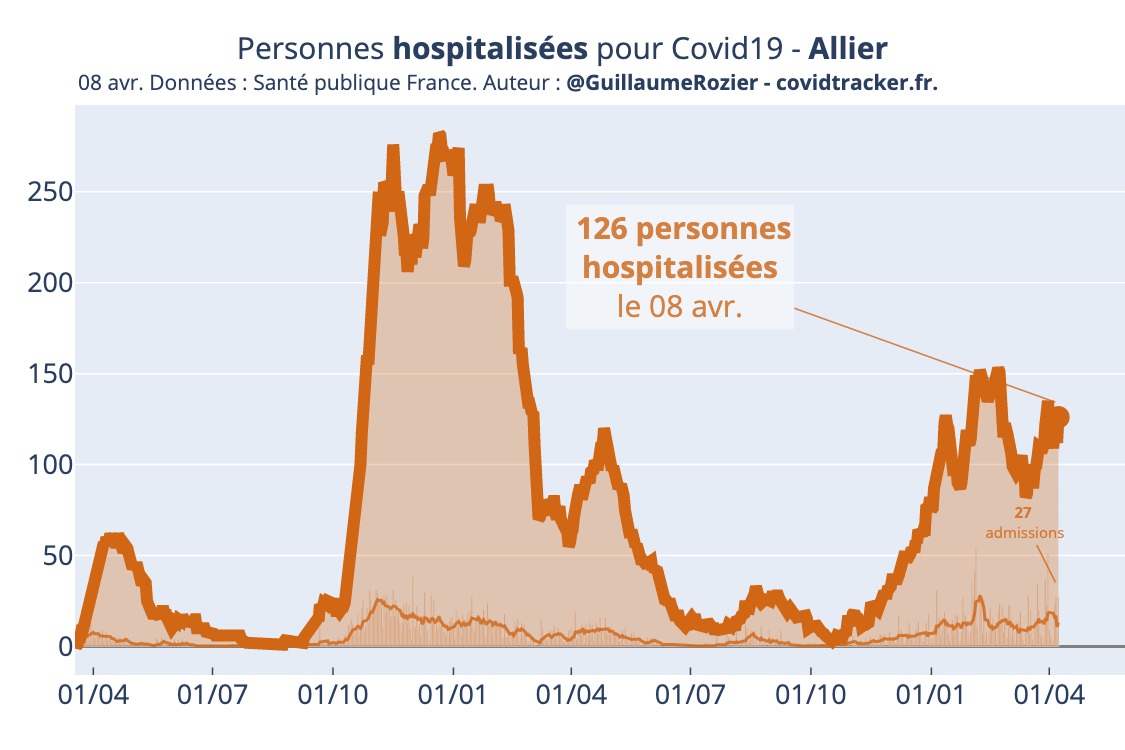 Personnes hospitalisées pour Covid19 - Allier
08 avr. Données : Santé publique France. Auteur : @GuillaumeRozier - covidtracker.fr.
250
200
150
100
50
0
126 personnes
hospitalisées
le 08 avr.
27
admissions
01/04 01/07 01/10 01/01 01/04 01/07 01/10 01/01 01/04